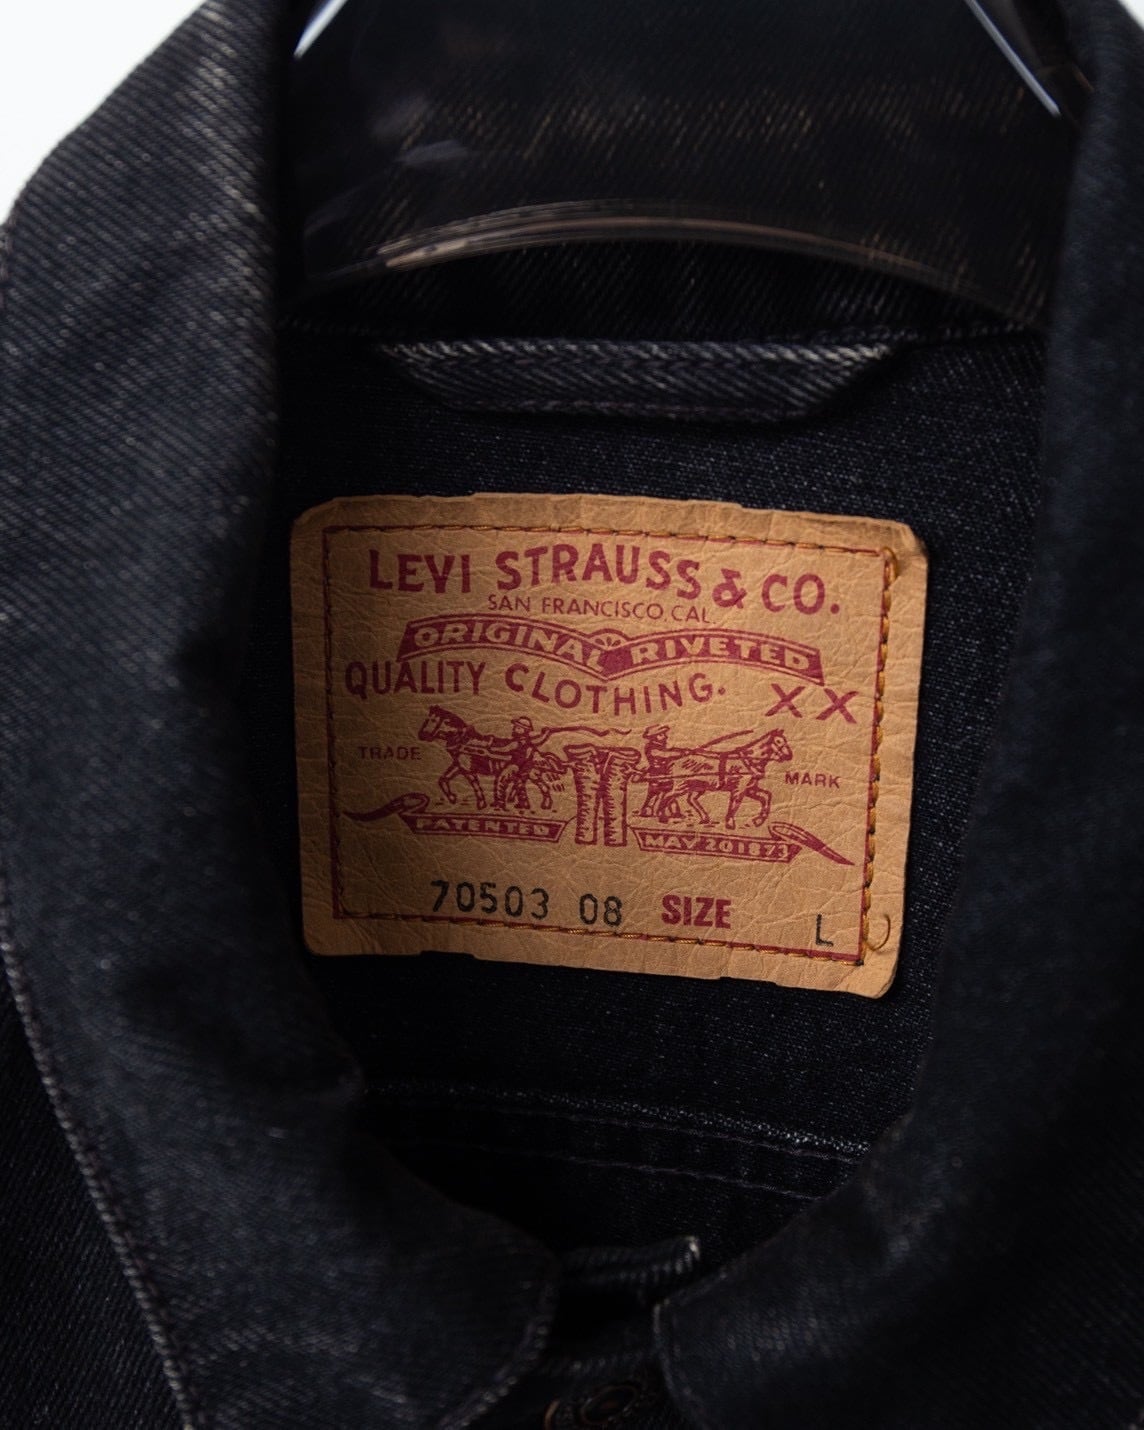 LEVI STRAUSS & CO.
SAN FRANCISCO, CAL.
ORIGINAL RIVETED
QUALITY CLOTHING. XX
TRADE MARK
PATENTED MAY 20 1873
70503 08 SIZE L